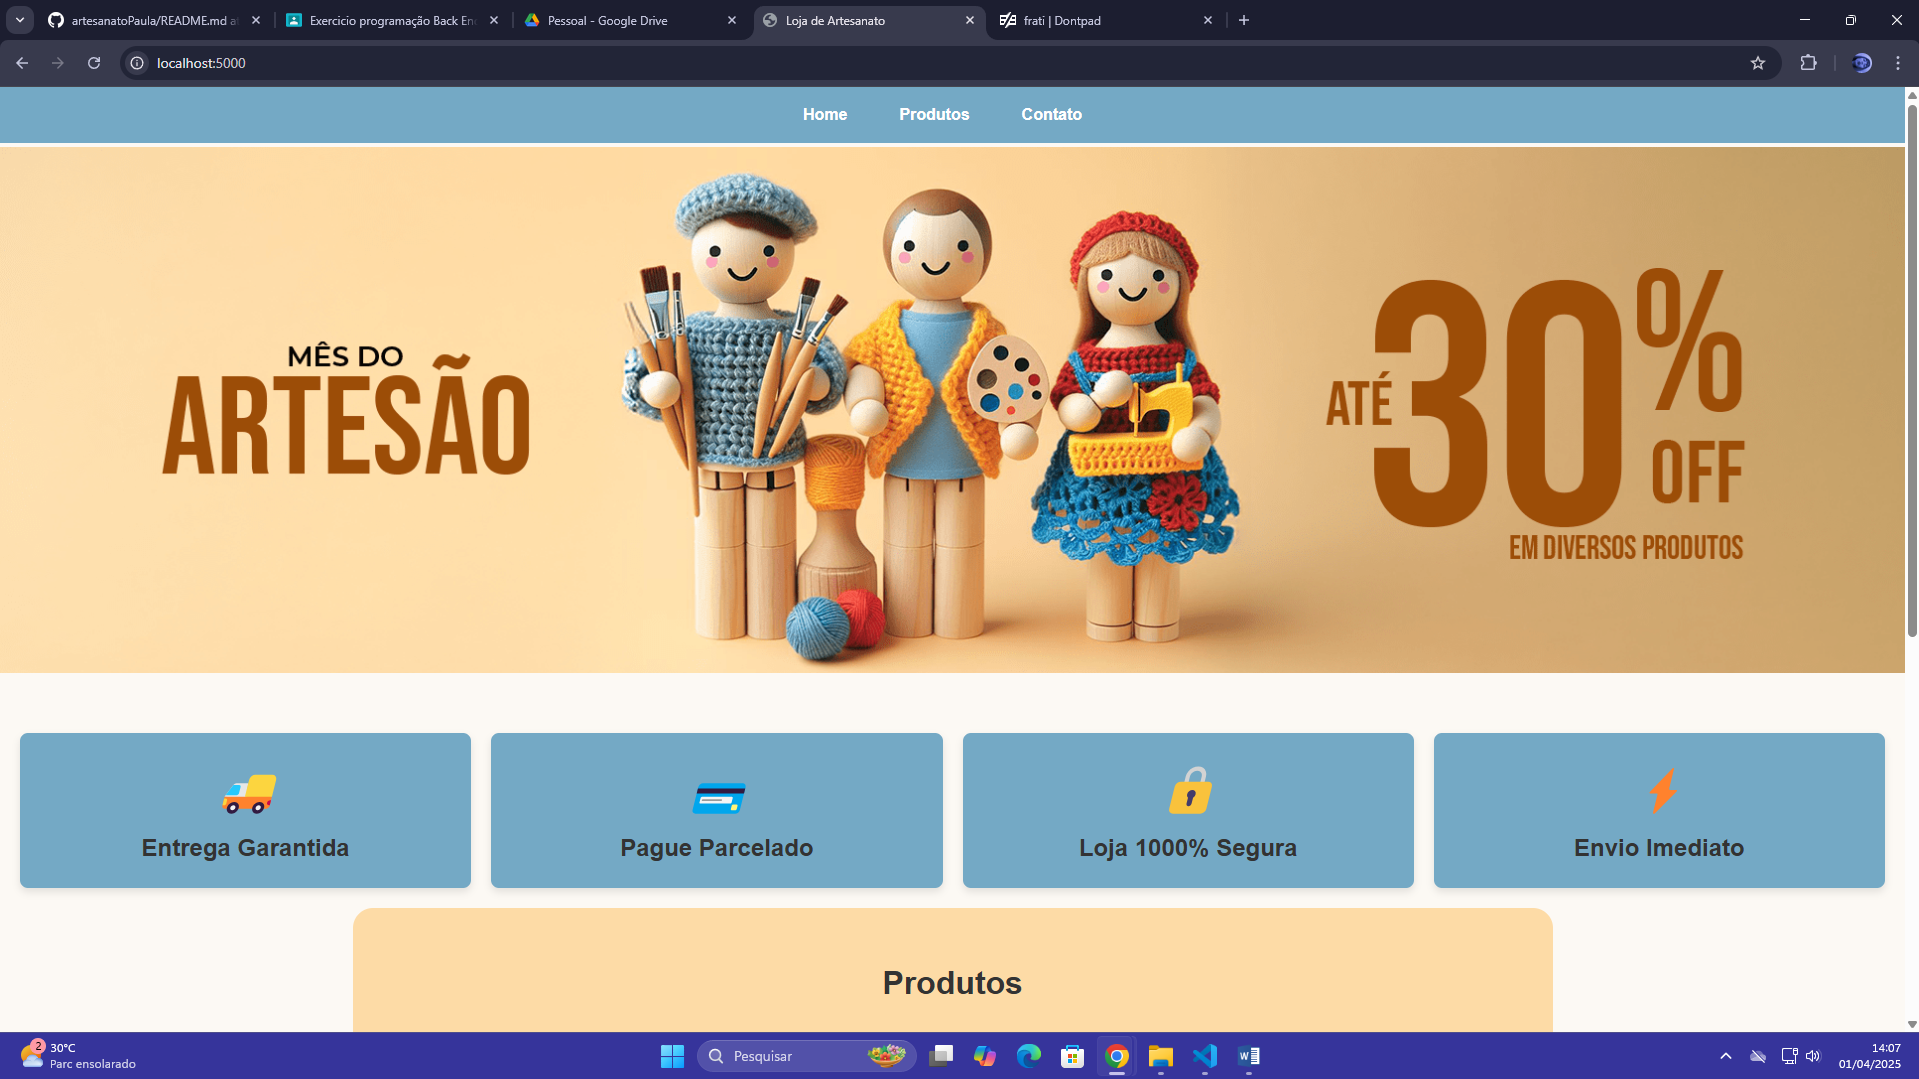 artesanatoPaula/README.md at
Exercicio programação Back En
Pessoal - Google Drive
Loja de Artesanato
frati | Dontpad
localhost:5000
Home
Produtos
Contato
MÊS DO
ARTESÃO
ATÉ
30%
OFF
EM DIVERSOS PRODUTOS
Entrega Garantida
Pague Parcelado
Loja 1000% Segura
Envio Imediato
Produtos
2
30°C
Parc ensolarado
Pesquisar
14:07
01/04/2025